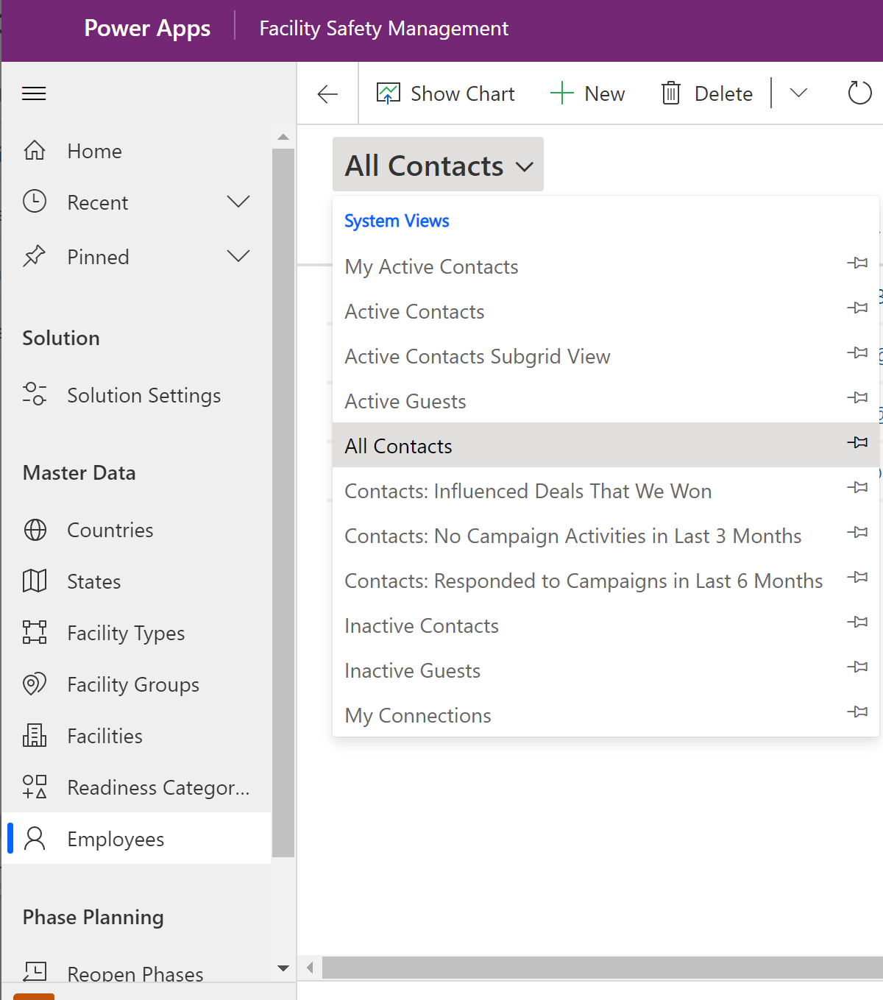 Power Apps
Facility Safety Management
Show Chart
New
Delete
Home
Recent
Pinned
Solution
Solution Settings
Master Data
Countries
States
Facility Types
Facility Groups
Facilities
Readiness Categor...
Employees
Phase Planning
Reopen Phases
All Contacts
System Views
My Active Contacts
Active Contacts
Active Contacts Subgrid View
Active Guests
All Contacts
Contacts: Influenced Deals That We Won
Contacts: No Campaign Activities in Last 3 Months
Contacts: Responded to Campaigns in Last 6 Months
Inactive Contacts
Inactive Guests
My Connections